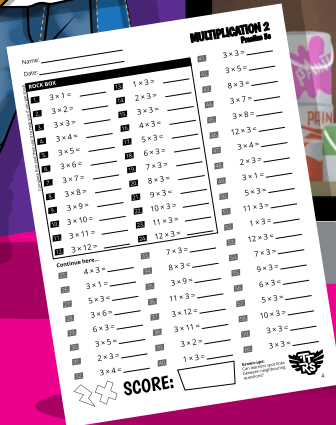 MULTIPLICATION 2
Practice 8a
Name:
Date:
ROCK BOX
1. 3 × 1 =
2. 3 × 2 =
3. 3 × 3 =
4. 3 × 4 =
5. 3 × 5 =
6. 3 × 6 =
7. 3 × 7 =
8. 3 × 8 =
9. 3 × 9 =
10. 3 × 10 =
11. 3 × 11 =
12. 3 × 12 =
13. 1 × 3 =
14. 2 × 3 =
15. 3 × 3 =
16. 4 × 3 =
17. 5 × 3 =
18. 6 × 3 =
19. 7 × 3 =
20. 8 × 3 =
21. 9 × 3 =
22. 10 × 3 =
23. 11 × 3 =
24. 12 × 3 =
Continue here...
4 × 3 =
3 × 1 =
5 × 3 =
3 × 6 =
6 × 3 =
3 × 5 =
2 × 3 =
3 × 4 =
7 × 3 =
8 × 3 =
3 × 9 =
11 × 3 =
3 × 12 =
3 × 11 =
3 × 2 =
1 × 3 =
3 × 3 =
3 × 5 =
8 × 3 =
3 × 7 =
3 × 8 =
12 × 3 =
3 × 4 =
2 × 3 =
3 × 1 =
5 × 3 =
11 × 3 =
1 × 3 =
12 × 3 =
7 × 3 =
9 × 3 =
6 × 3 =
5 × 3 =
10 × 3 =
3 × 3 =
3 × 3 =
SCORE:
Grown-ups:
Can learners spot links
between neighbouring
questions?
TT
RS
4